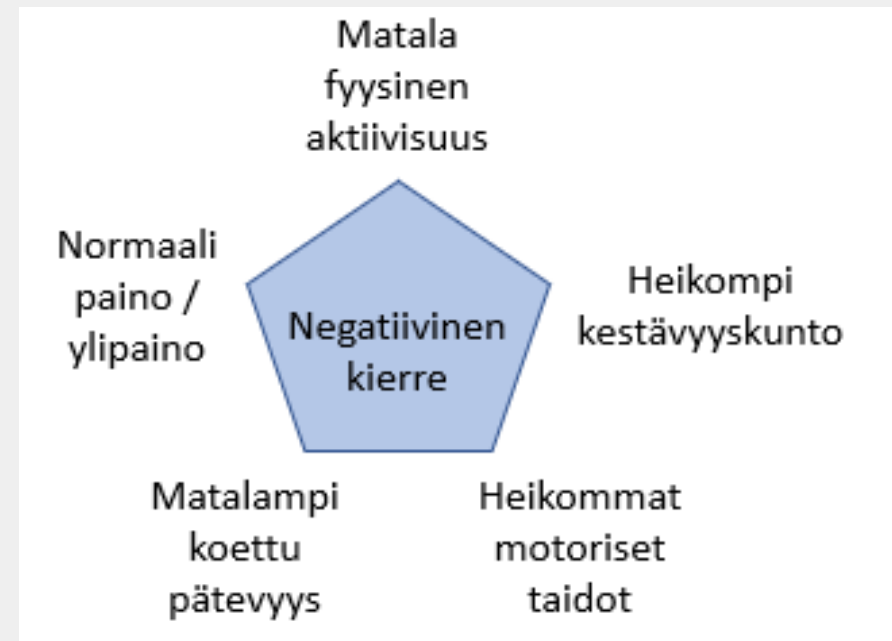 Matala
fyysinen
aktiivisuus
Normaali
paino /
ylipaino
Negatiivinen
kierre
Heikompi
kestävyyskunto
Matalampi
koettu
pätevyys
Heikommat
motoriset
taidot